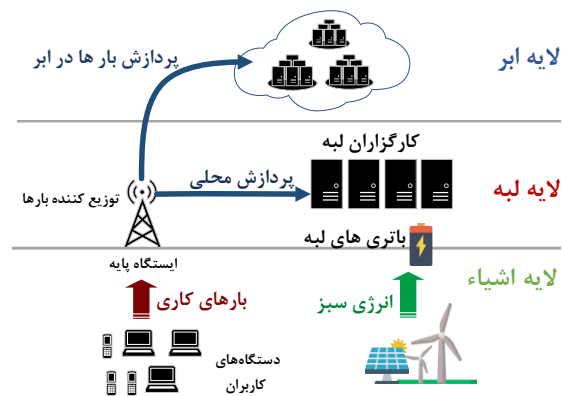 لایه ابر
پردازش بار ها در ابر
کارگزاران لبه
لایه لبه
پردازش محلی
توزیع کننده بارها
باتری های لبه
ایستگاه پایه
لایه اشیاء
انرژی سبز
بارهای کاری
دستگاه‌های
کاربران